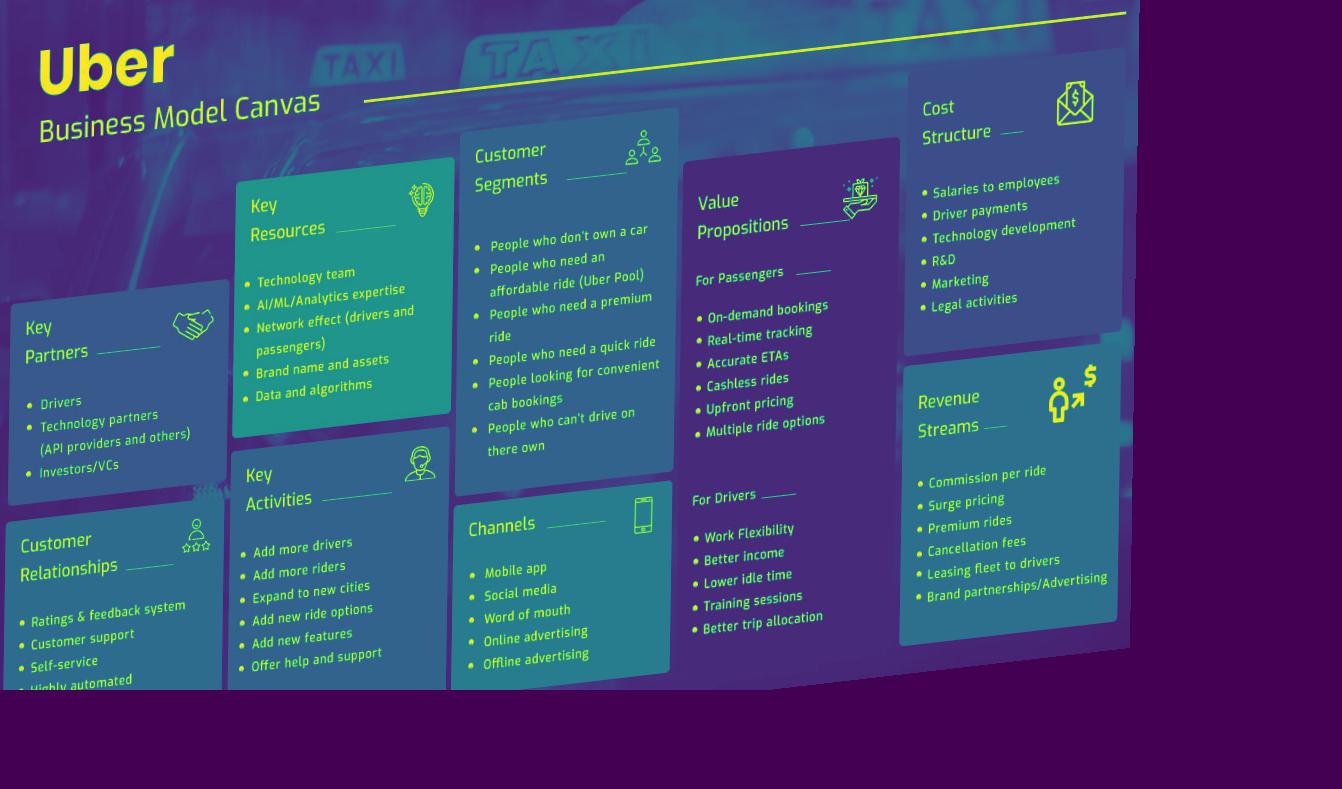 Uber
Business Model Canvas
TAXI
TAXI
TAXI
Key
Partners
Drivers
Technology partners
(API providers and others)
Investors/VCs
Customer
Relationships
Ratings & feedback system
Customer support
Self-service
Highly automated
Key
Resources
Technology team
AI/ML/Analytics expertise
Network effect (drivers and
passengers)
Brand name and assets
Data and algorithms
Key
Activities
Add more drivers
Add more riders
Expand to new cities
Add new ride options
Add new features
Offer help and support
Customer
Segments
People who don't own a car
People who need an
affordable ride (Uber Pool)
People who need a premium
ride
People who need a quick ride
People looking for convenient
cab bookings
People who can't drive on
there own
Channels
Mobile app
Social media
Word of mouth
Online advertising
Offline advertising
Value
Propositions
For Passengers
On-demand bookings
Real-time tracking
Accurate ETAs
Cashless rides
Upfront pricing
Multiple ride options
For Drivers
Work Flexibility
Better income
Lower idle time
Training sessions
Better trip allocation
Cost
Structure
Salaries to employees
Driver payments
Technology development
R&D
Marketing
Legal activities
Revenue
Streams
Commission per ride
Surge pricing
Premium rides
Cancellation fees
Leasing fleet to drivers
Brand partnerships/Advertising